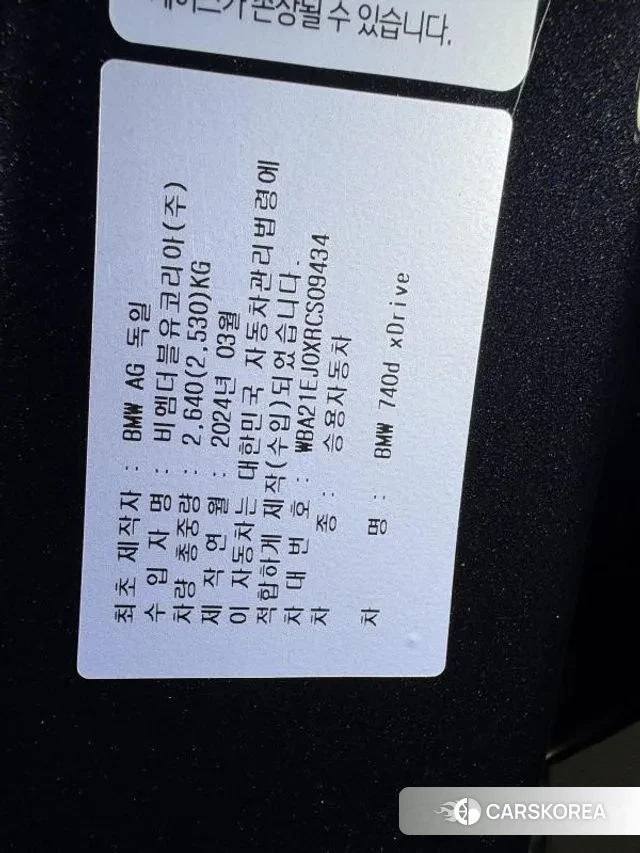 케이스가 손상될 수 있습니다.
최초 제작자 : BMW AG 독일
수 입 자 명 : 비엠더블유코리아(주)
차량 총중량 : 2,640(2,530)KG
제 작 연 월 : 2024년 03월
이 자동차는 대한민국 자동차관리법령에
적합하게 제작(수입)되었습니다.
차 대 번 호 : WBA21EJ0XRCS09434
차 종 : 승용자동차
차 명 : BMW 740d xDrive
CARSKOREA